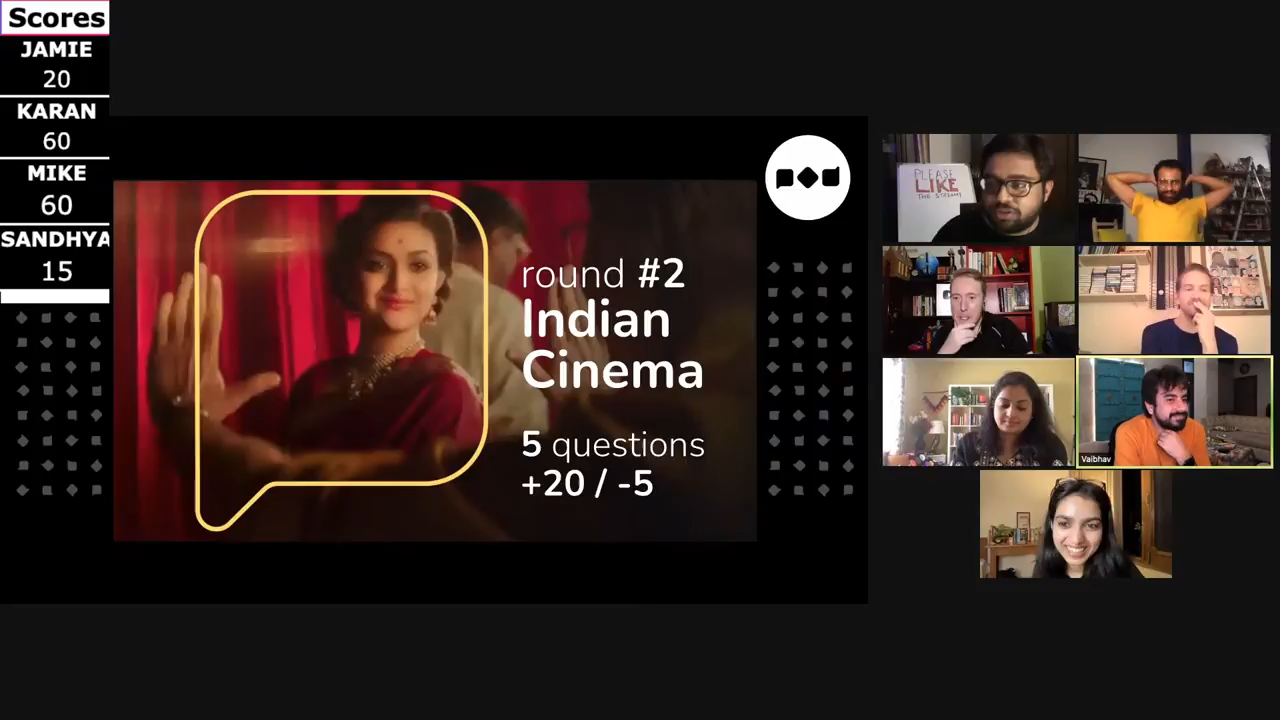 Scores
JAMIE
20
KARAN
60
MIKE
60
SANDHYA
15
round #2
Indian
Cinema
5 questions
+20 / -5
PLEASE
LIKE
THE STREAM!
Vaibhav